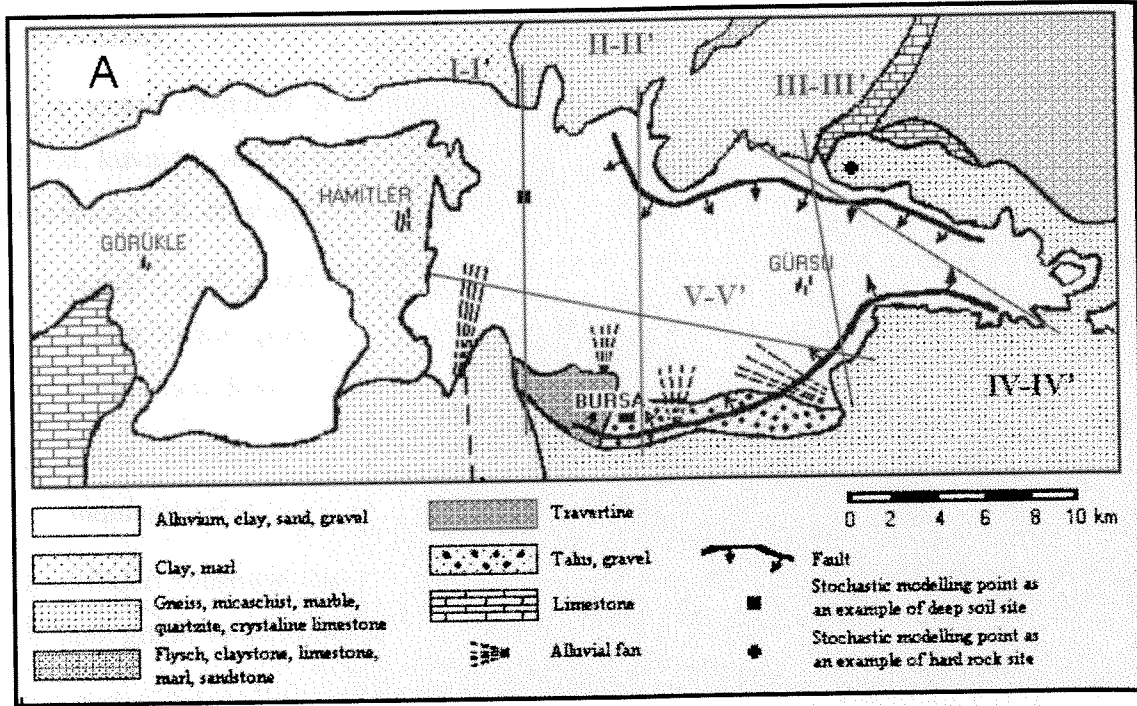 A
I-I'
II-II'
III-III'
HAMİTLER
GÖRÜKLE
GÜRSU
V-V'
BURSA
IV-IV'
Alluvium, clay, sand, gravel
Clay, marl
Gneiss, micaschist, marble,
quartzite, crystaline limestone
Flysch, claystone, limestone,
marl, sandstone
Travertine
Talus, gravel
Limestone
Alluvial fan
0 2 4 6 8 10 km
Fault
Stochastic modelling point as
an example of deep soil site
Stochastic modelling point as
an example of hard rock site